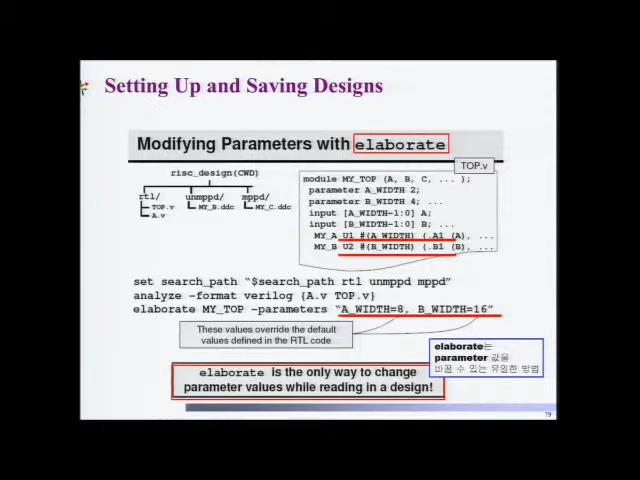 Setting Up and Saving Designs
Modifying Parameters with elaborate
risc_design(CWD)
rtl/ unmppd/ mppd/
TOP.v MY_B.ddc MY_C.ddc
A.v
TOP.v
module MY_TOP (A, B, C, ... );
parameter A_WIDTH 2;
parameter B_WIDTH 4; ...
input [A_WIDTH-1:0] A;
input [B_WIDTH-1:0] B; ...
MY_A U1 #(A_WIDTH) (.A1 (A), ...
MY_B U2 #(B_WIDTH) (.B1 (B), ...
set search_path “$search_path rtl unmppd mppd”
analyze –format verilog {A.v TOP.v}
elaborate MY_TOP –parameters “A_WIDTH=8, B_WIDTH=16”
These values override the default
values defined in the RTL code
elaborate는
parameter 값을
바꿀 수 있는 유일한 방법
elaborate is the only way to change
parameter values while reading in a design!
79